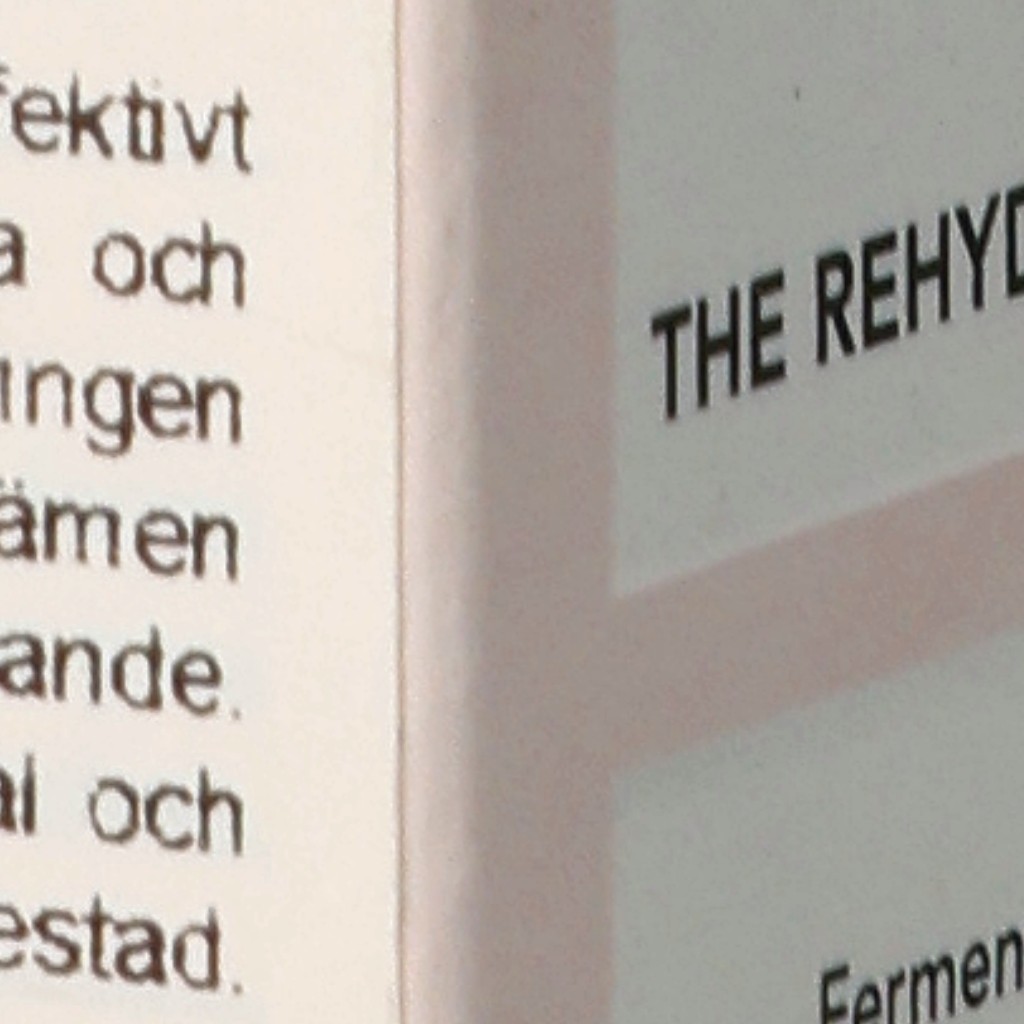 fektivt
a och
ingen
ämen
ande.
al och
estad.
THE REHYD
Fermen